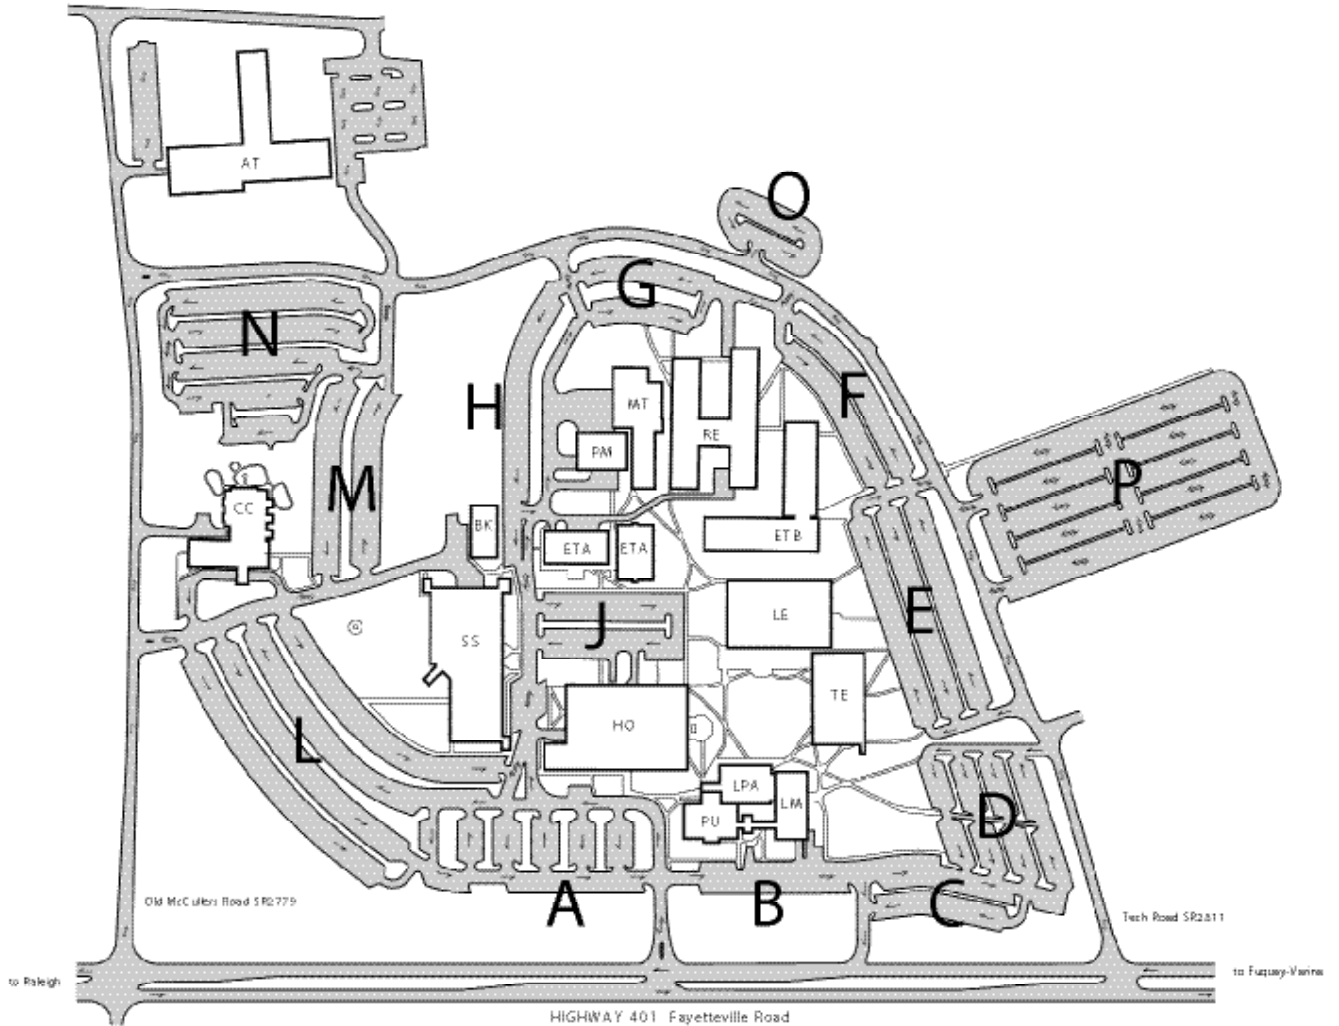 AT
O
G
N
F
H
MT
RE
PM
P
M
CC
BK
ETB
ETA
ETA
E
LE
J
SS
TE
HO
L
LPA
LM
D
PU
A
B
C
Old McCullers Road SR2779
Tech Road SR2811
to Raleigh
to Fuquay-Varina
HIGHWAY 401 Fayetteville Road